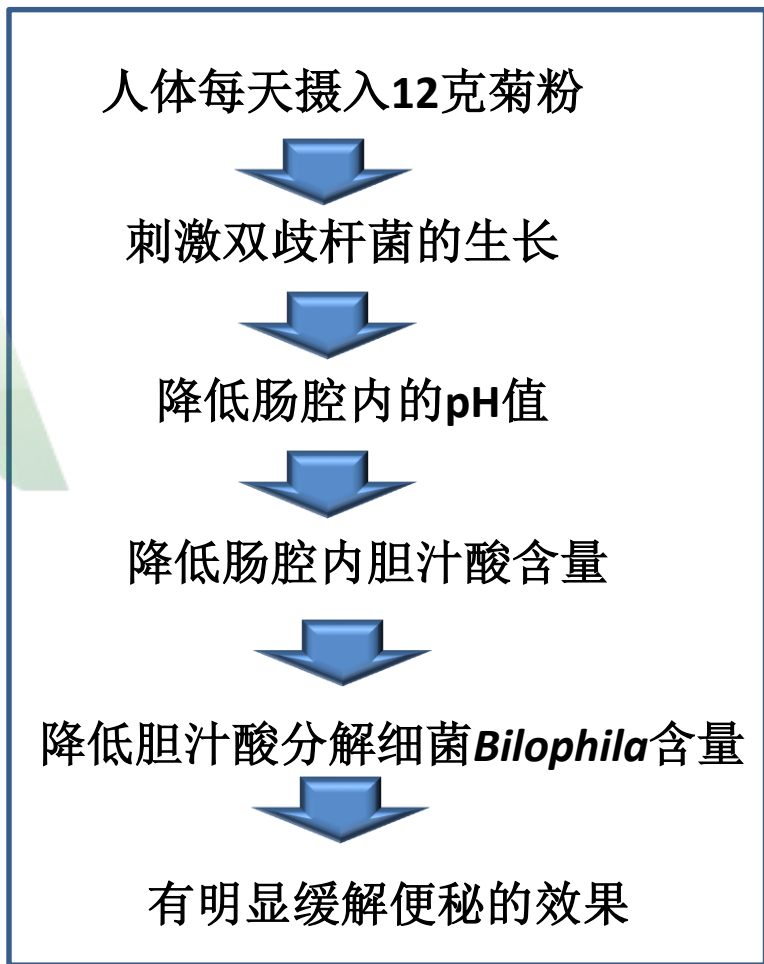 人体每天摄入12克菊粉
刺激双歧杆菌的生长
降低肠腔内的pH值
降低肠腔内胆汁酸含量
降低胆汁酸分解细菌Bilophila含量
有明显缓解便秘的效果